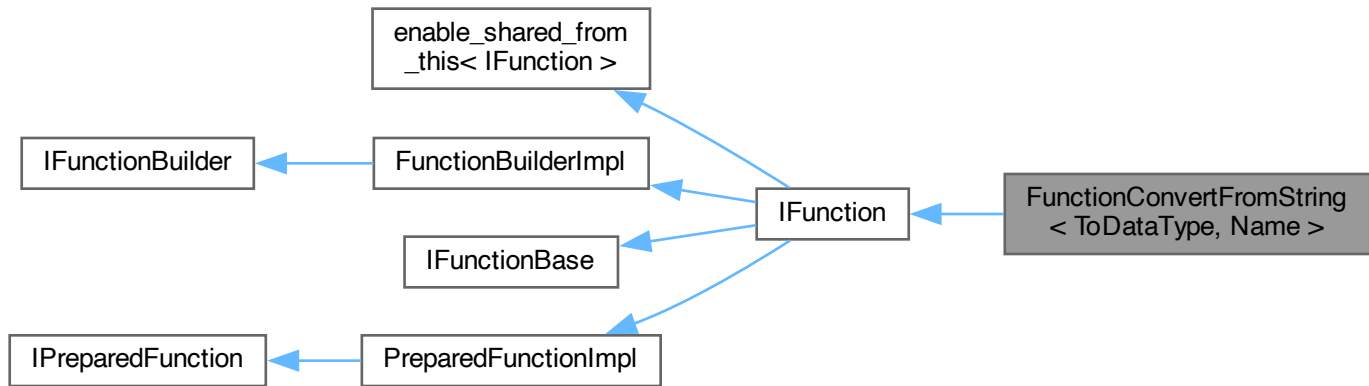 enable_shared_from
_this< IFunction >
IFunctionBuilder
FunctionBuilderImpl
IFunction
FunctionConvertFromString
< ToDataType, Name >
IFunctionBase
IPreparedFunction
PreparedFunctionImpl